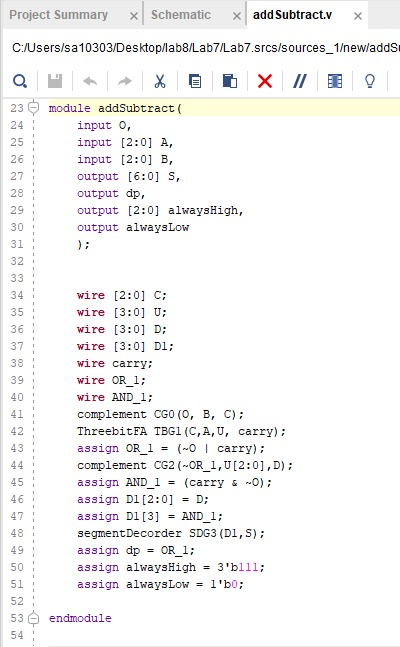 Project Summary × Schematic × addSubtract.v ×
C:/Users/sa10303/Desktop/lab8/Lab7/Lab7.srcs/sources_1/new/addSu
23 module addSubtract(
24 input O,
25 input [2:0] A,
26 input [2:0] B,
27 output [6:0] S,
28 output dp,
29 output [2:0] alwaysHigh,
30 output alwaysLow
31 );
32
33
34 wire [2:0] C;
35 wire [3:0] U;
36 wire [3:0] D;
37 wire [3:0] D1;
38 wire carry;
39 wire OR_1;
40 wire AND_1;
41 complement CG0(O, B, C);
42 ThreebitFA TBG1(C,A,U, carry);
43 assign OR_1 = (~O | carry);
44 complement CG2(~OR_1,U[2:0],D);
45 assign AND_1 = (carry & ~O);
46 assign D1[2:0] = D;
47 assign D1[3] = AND_1;
48 segmentDecorder SDG3(D1,S);
49 assign dp = OR_1;
50 assign alwaysHigh = 3'b111;
51 assign alwaysLow = 1'b0;
52
53 endmodule
54